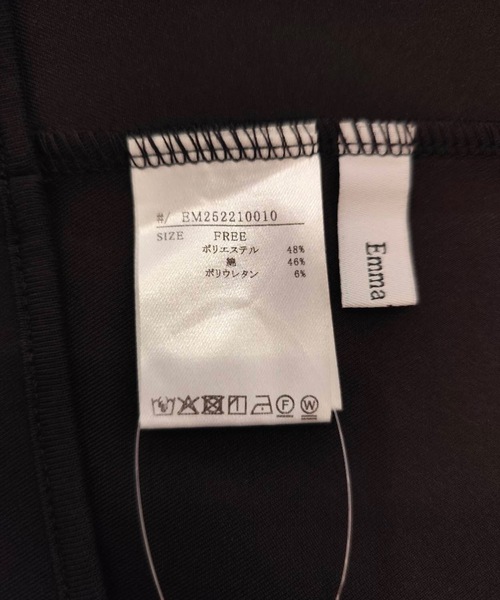 #/ EM252210010
SIZE FREE
ポリエステル 48%
綿 46%
ポリウレタン 6%
F W
Emma